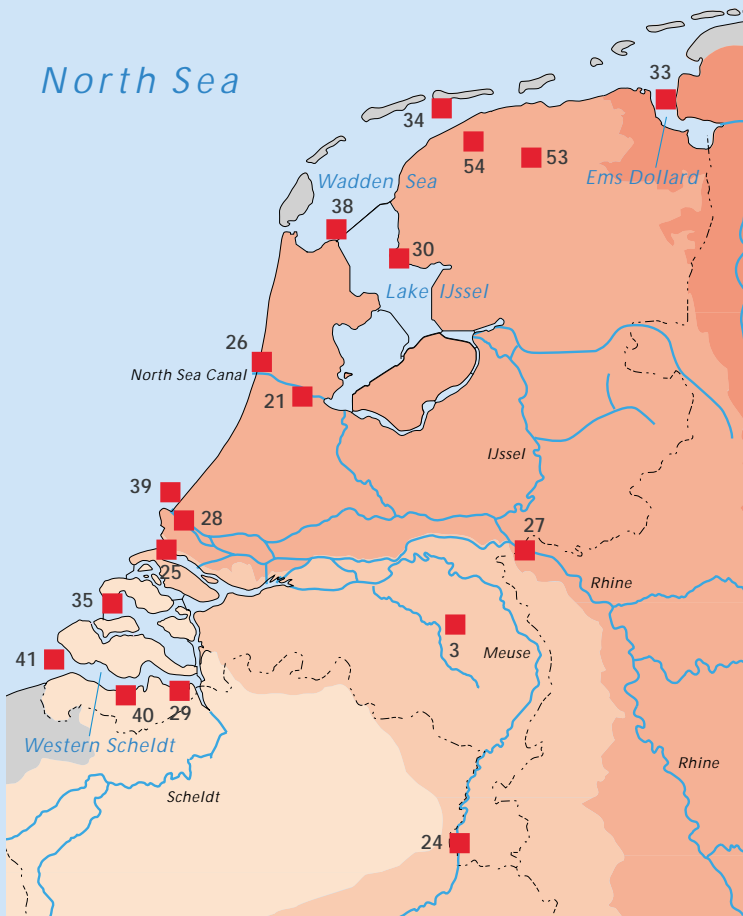 North Sea
33
34
54
53
Ems Dollard
Wadden Sea
38
30
Lake IJssel
26
North Sea Canal
21
IJssel
39
28
27
25
Rhine
35
3
Meuse
41
40
29
Western Scheldt
Rhine
Scheldt
24